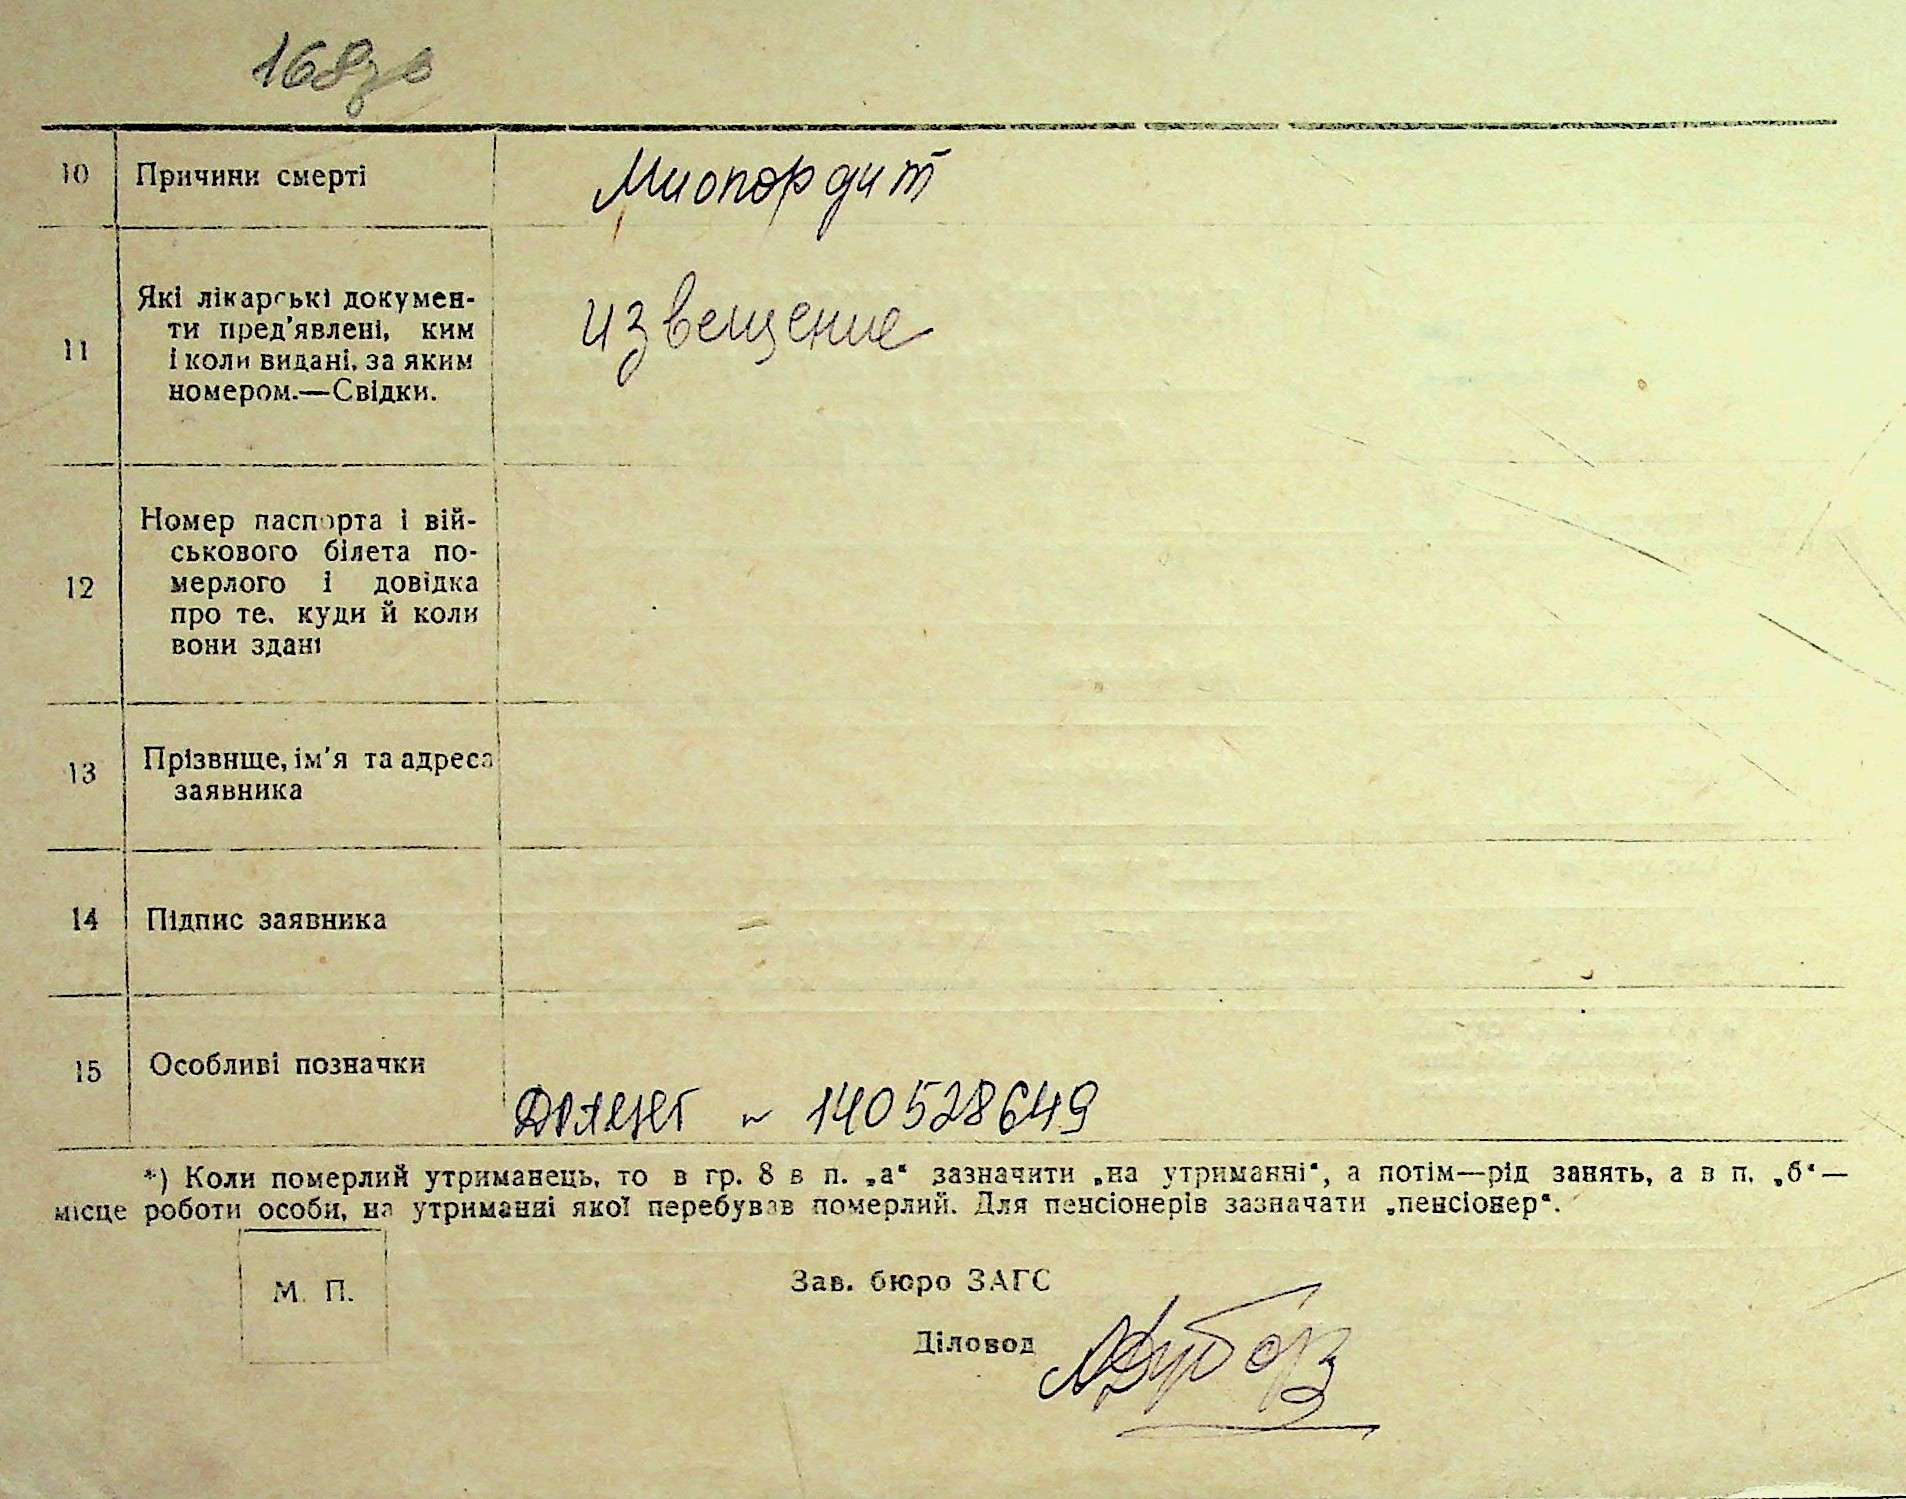 168зв
10 Причини смерті Миокардит
11 Які лікарські докумен-
ти пред'явлені, ким
і коли видані, за яким
номером.—Свідки.
извещение
12 Номер паспорта і вій-
ськового білета по-
мерлого і довідка
про те, куди й коли
вони здані
13 Прізвище, ім'я та адреса
заявника
14 Підпис заявника
15 Особливі позначки
№ 140528649
*) Коли померлий утриманець, то в гр. 8 в п. „а“ зазначити „на утриманні“, а потім—рід занять, а в п. „б“—
місце роботи особи, на утриманні якої перебував померлий. Для пенсіонерів зазначати „пенсіонер“.
М. П.
Зав. бюро ЗАГС
Діловод